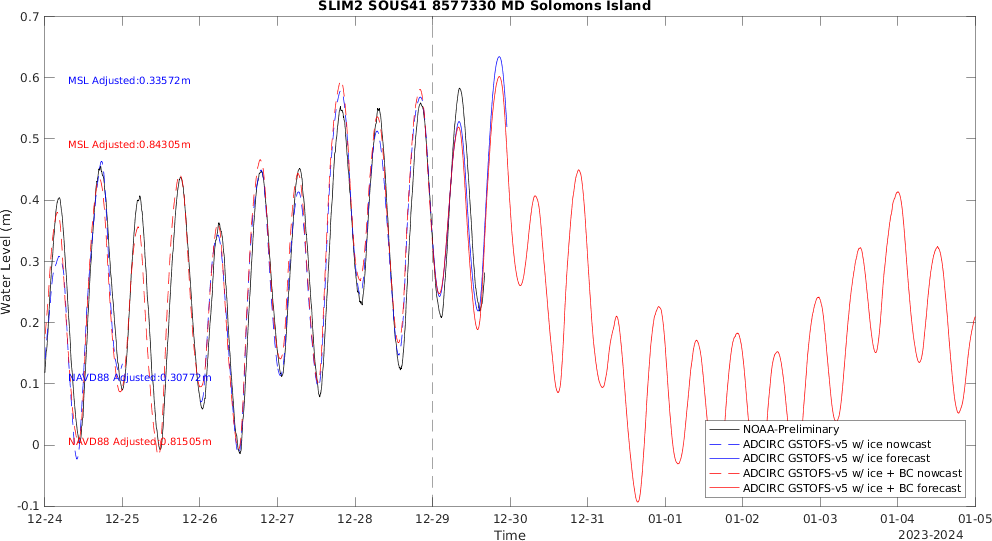 SLIM2 SOUS41 8577330 MD Solomons Island
0.7
0.6
0.5
0.4
0.3
0.2
0.1
0
-0.1
Water Level (m)
MSL Adjusted:0.33572m
MSL Adjusted:0.84305m
NAVD88 Adjusted:0.30772m
NAVD88 Adjusted:0.81505m
NOAA-Preliminary
ADCIRC GSTOFS-v5 w/ ice nowcast
ADCIRC GSTOFS-v5 w/ ice forecast
ADCIRC GSTOFS-v5 w/ ice + BC nowcast
ADCIRC GSTOFS-v5 w/ ice + BC forecast
12-24 12-25 12-26 12-27 12-28 12-29 12-30 12-31 01-01 01-02 01-03 01-04 01-05
Time
2023-2024